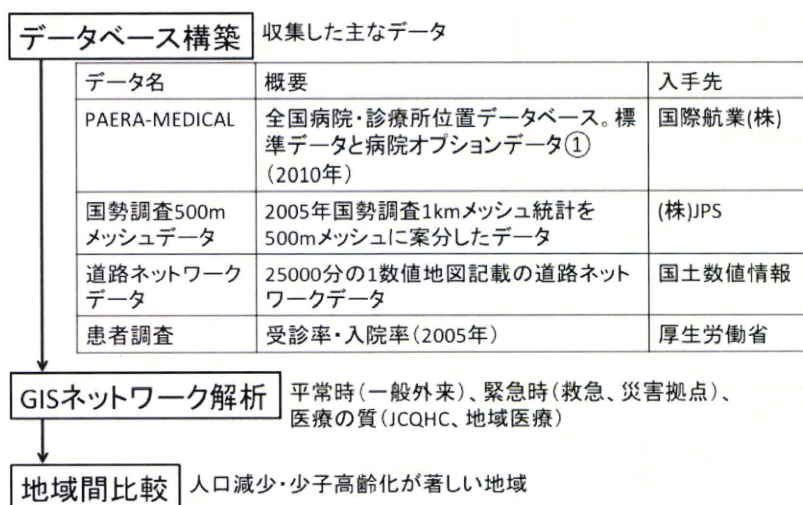 データベース構築 収集した主なデータ
データ名 概要 入手先
PAERA-MEDICAL 全国病院・診療所位置データベース。標 国際航業(株)
準データと病院オプションデータ①
(2010年)
国勢調査500m 2005年国勢調査1kmメッシュ統計を (株)JPS
メッシュデータ 500mメッシュに案分したデータ
道路ネットワーク 25000分の1数値地図記載の道路ネット 国土数値情報
データ ワークデータ
患者調査 受診率・入院率(2005年) 厚生労働省
GISネットワーク解析 平常時(一般外来)、緊急時(救急、災害拠点)、
医療の質(JCQHC、地域医療)
地域間比較 人口減少・少子高齢化が著しい地域